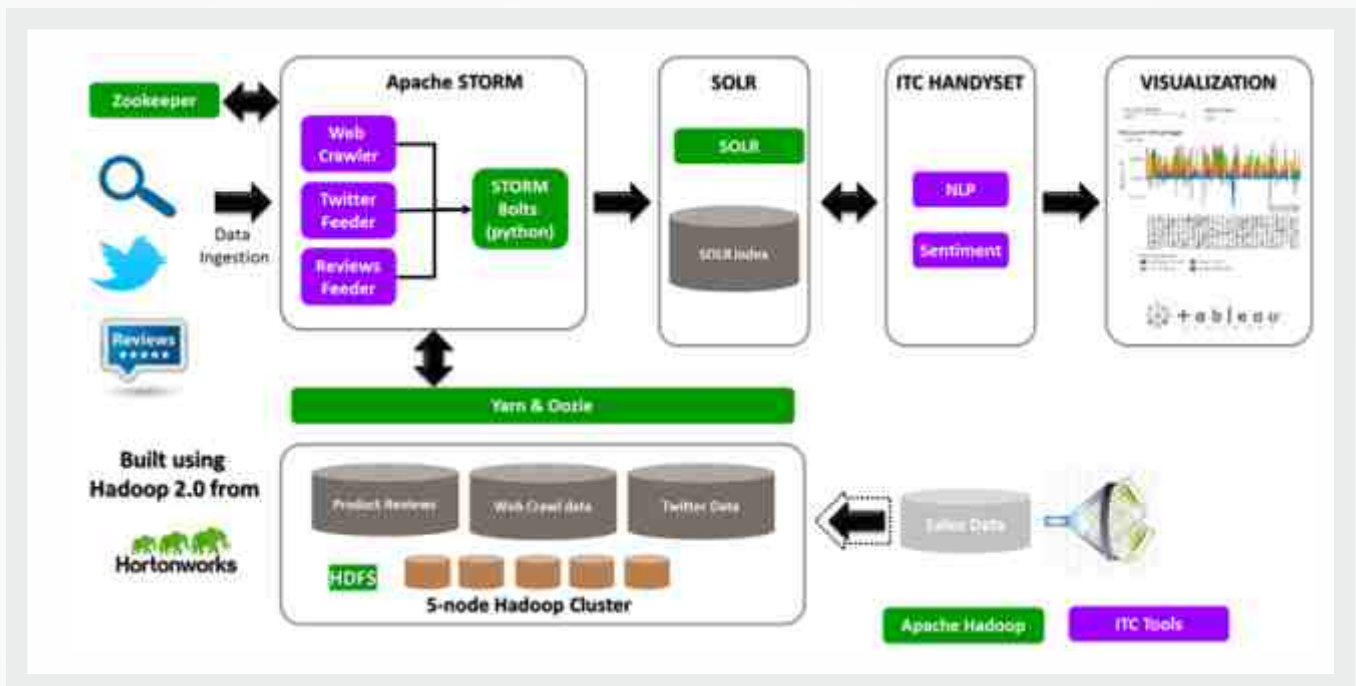 Apache STORM
SOLR
ITC HANDYSET
VISUALIZATION
Zookeeper
Web
Crawler
Twitter
Feeder
Reviews
Feeder
STORM
Bolts
(python)
SOLR
SOLR Index
NLP
Sentiment
Data
Ingestion
Reviews
+ableau
Yarn & Oozie
Built using
Hadoop 2.0 from
Hortonworks
Product Reviews
Web Crawl data
Twitter Data
HDFS
5-node Hadoop Cluster
Sales Data
Apache Hadoop
ITC Tools